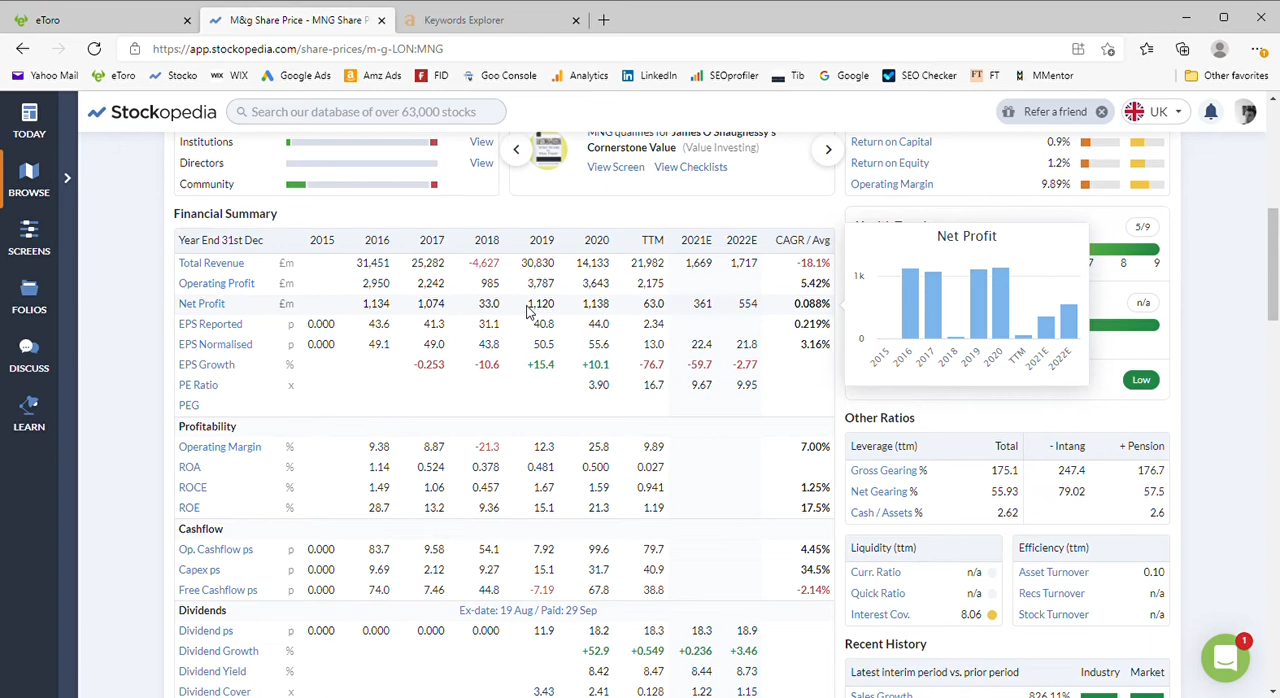 eToro
M&g Share Price - MNG Share P
Keywords Explorer
https://app.stockopedia.com/share-prices/m-g-LON:MNG
Yahoo Mail eToro Stocko WIX WIX Google Ads Amz Ads FID Goo Console Analytics LinkedIn SEOprofiler Tib Google SEO Checker FT FT MMentor Other favorites
Stockopedia
Search our database of over 63,000 stocks
Refer a friend
UK
TODAY
BROWSE
SCREENS
FOLIOS
DISCUSS
LEARN
Institutions View
Directors View
Community
MNG qualifies for James O'Shaughnessy's
Cornerstone Value (Value Investing)
View Screen View Checklists
Return on Capital 0.9%
Return on Equity 1.2%
Operating Margin 9.89%
Financial Summary
Year End 31st Dec 2015 2016 2017 2018 2019 2020 TTM 2021E 2022E CAGR / Avg
Total Revenue £m 31,451 25,282 -4,627 30,830 14,133 21,982 1,669 1,717 -18.1%
Operating Profit £m 2,950 2,242 985 3,787 3,643 2,175 5.42%
Net Profit £m 1,134 1,074 33.0 1,120 1,138 63.0 361 554 0.088%
EPS Reported p 0.000 43.6 41.3 31.1 40.8 44.0 2.34 0.219%
EPS Normalised p 0.000 49.1 49.0 43.8 50.5 55.6 13.0 22.4 21.8 3.16%
EPS Growth % -0.253 -10.6 +15.4 +10.1 -76.7 -59.7 -2.77
PE Ratio x 3.90 16.7 9.67 9.95
PEG
Profitability
Operating Margin % 9.38 8.87 -21.3 12.3 25.8 9.89 7.00%
ROA % 1.14 0.524 0.378 0.481 0.500 0.027
ROCE % 1.49 1.06 0.457 1.67 1.59 0.941 1.25%
ROE % 28.7 13.2 9.36 15.1 21.3 1.19 17.5%
Cashflow
Op. Cashflow ps p 0.000 83.7 9.58 54.1 7.92 99.6 79.7 4.45%
Capex ps p 0.000 9.69 2.12 9.27 15.1 31.7 40.9 34.5%
Free Cashflow ps p 0.000 74.0 7.46 44.8 -7.19 67.8 38.8 -2.14%
Dividends Ex-date: 19 Aug / Paid: 29 Sep
Dividend ps p 0.000 0.000 0.000 0.000 11.9 18.2 18.3 18.3 18.9
Dividend Growth % +52.9 +0.549 +0.236 +3.46
Dividend Yield % 8.42 8.47 8.44 8.73
Dividend Cover x 3.43 2.41 0.128 1.22 1.15
Net Profit
1k
0
2015 2016 2017 2018 2019 2020 TTM 2021E 2022E
5/9
7 8 9
n/a
Low
Other Ratios
Leverage (ttm) Total - Intang + Pension
Gross Gearing % 175.1 247.4 176.7
Net Gearing % 55.93 79.02 57.5
Cash / Assets % 2.62 2.6
Liquidity (ttm)
Curr. Ratio n/a
Quick Ratio n/a
Interest Cov. 8.06
Efficiency (ttm)
Asset Turnover 0.10
Recs Turnover n/a
Stock Turnover n/a
Recent History
Latest interim period vs. prior period Industry Market
Sales Growth 826.11%
1